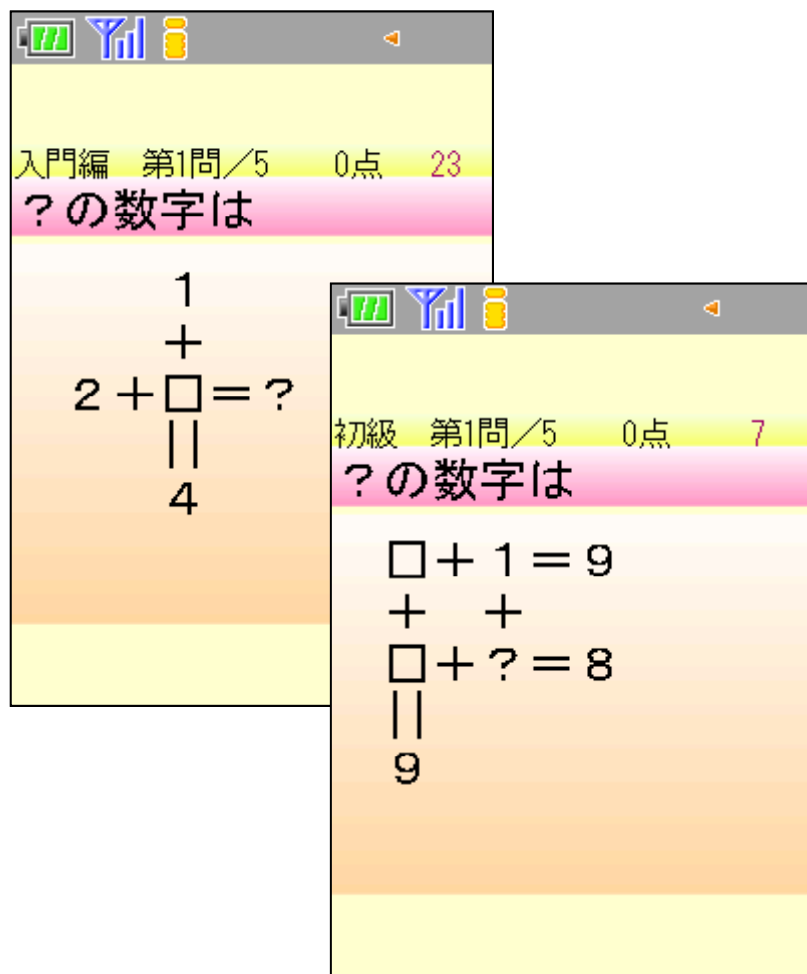 入門編 第1問／5 0点 23
？の数字は
1
＋
2＋□＝？
||
4
初級 第1問／5 0点 7
？の数字は
□＋1＝9
＋ ＋
□＋？＝8
||
9